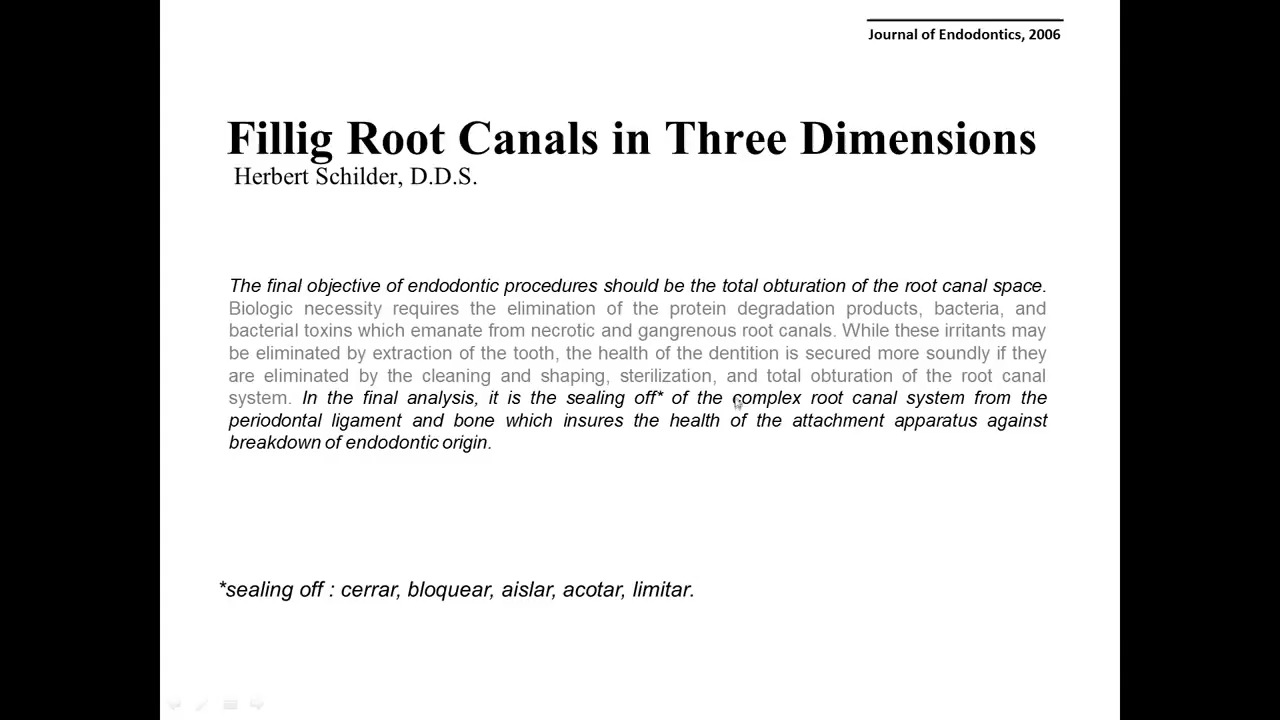 Journal of Endodontics, 2006
Fillig Root Canals in Three Dimensions
Herbert Schilder, D.D.S.
The final objective of endodontic procedures should be the total obturation of the root canal space.
Biologic necessity requires the elimination of the protein degradation products, bacteria, and
bacterial toxins which emanate from necrotic and gangrenous root canals. While these irritants may
be eliminated by extraction of the tooth, the health of the dentition is secured more soundly if they
are eliminated by the cleaning and shaping, sterilization, and total obturation of the root canal
system. In the final analysis, it is the sealing off* of the complex root canal system from the
periodontal ligament and bone which insures the health of the attachment apparatus against
breakdown of endodontic origin.
*sealing off : cerrar, bloquear, aislar, acotar, limitar.